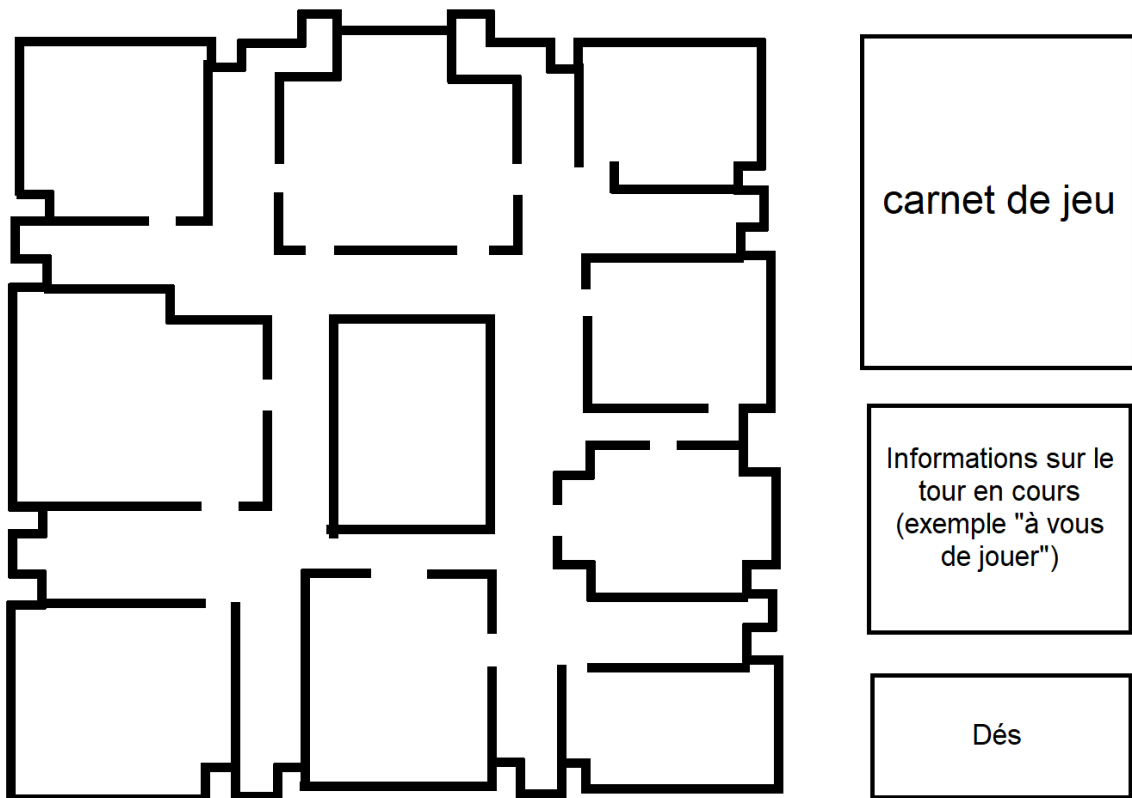 carnet de jeu
Informations sur le
tour en cours
(exemple "à vous
de jouer")
Dés